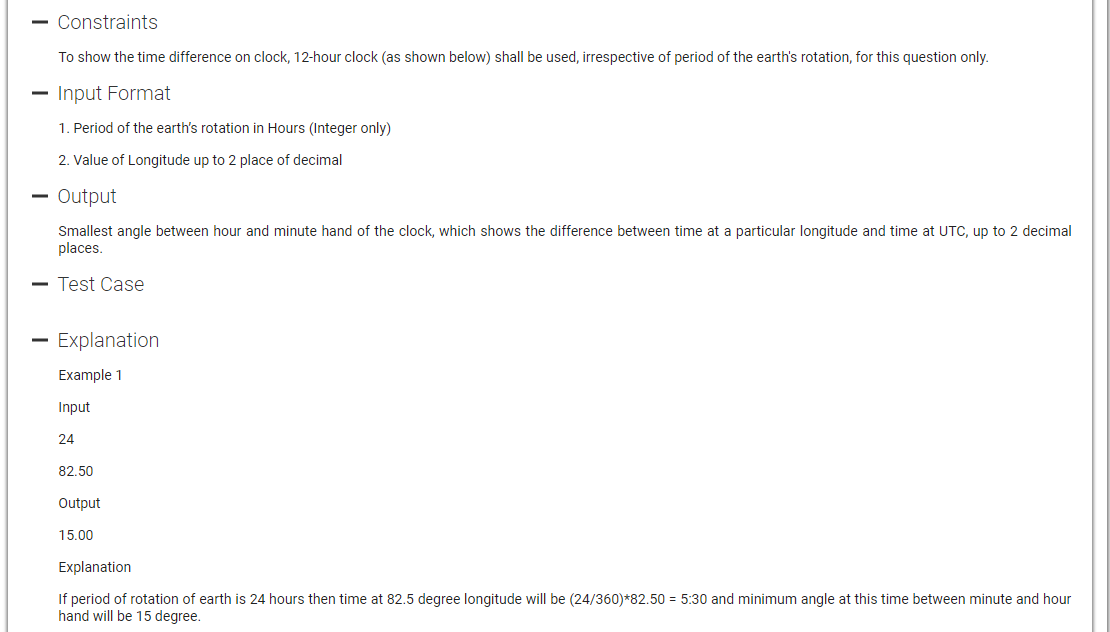 Constraints
To show the time difference on clock, 12-hour clock (as shown below) shall be used, irrespective of period of the earth's rotation, for this question only.
Input Format
1. Period of the earth's rotation in Hours (Integer only)
2. Value of Longitude up to 2 place of decimal
Output
Smallest angle between hour and minute hand of the clock, which shows the difference between time at a particular longitude and time at UTC, up to 2 decimal
places.
Test Case
Explanation
Example 1
Input
24
82.50
Output
15.00
Explanation
If period of rotation of earth is 24 hours then time at 82.5 degree longitude will be (24/360)*82.50 = 5:30 and minimum angle at this time between minute and hour
hand will be 15 degree.